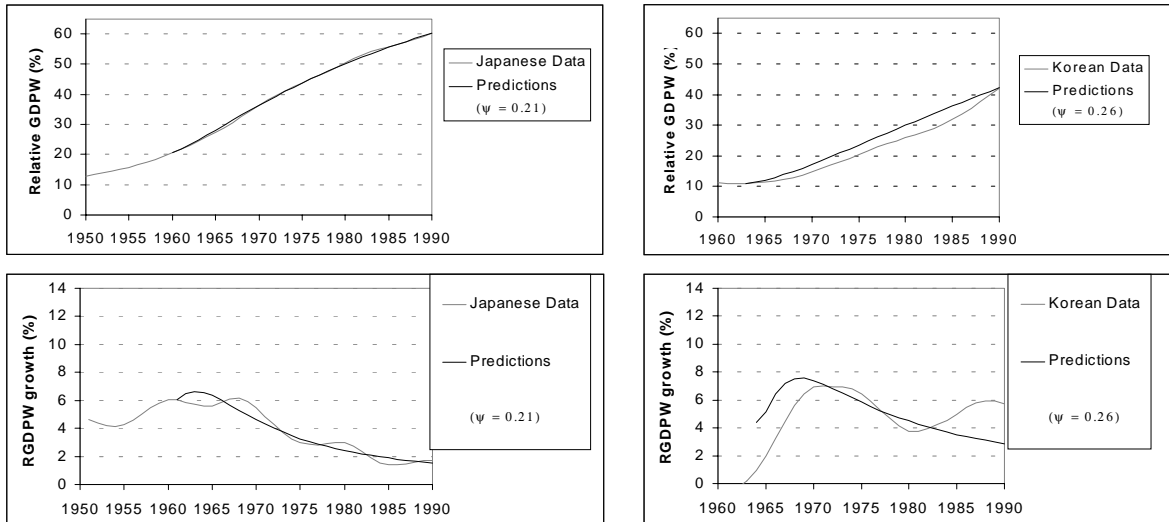 Relative GDPW (%)
60
50
40
30
20
10
0
1950 1955 1960 1965 1970 1975 1980 1985 1990
Japanese Data
Predictions
(ψ = 0.21)
Relative GDPW (%)
60
50
40
30
20
10
0
1960 1965 1970 1975 1980 1985 1990
Korean Data
Predictions
(ψ = 0.26)
RGDPW growth (%)
14
12
10
8
6
4
2
0
1950 1955 1960 1965 1970 1975 1980 1985 1990
Japanese Data
Predictions
(ψ = 0.21)
RGDPW growth (%)
14
12
10
8
6
4
2
0
1960 1965 1970 1975 1980 1985 1990
Korean Data
Predictions
(ψ = 0.26)